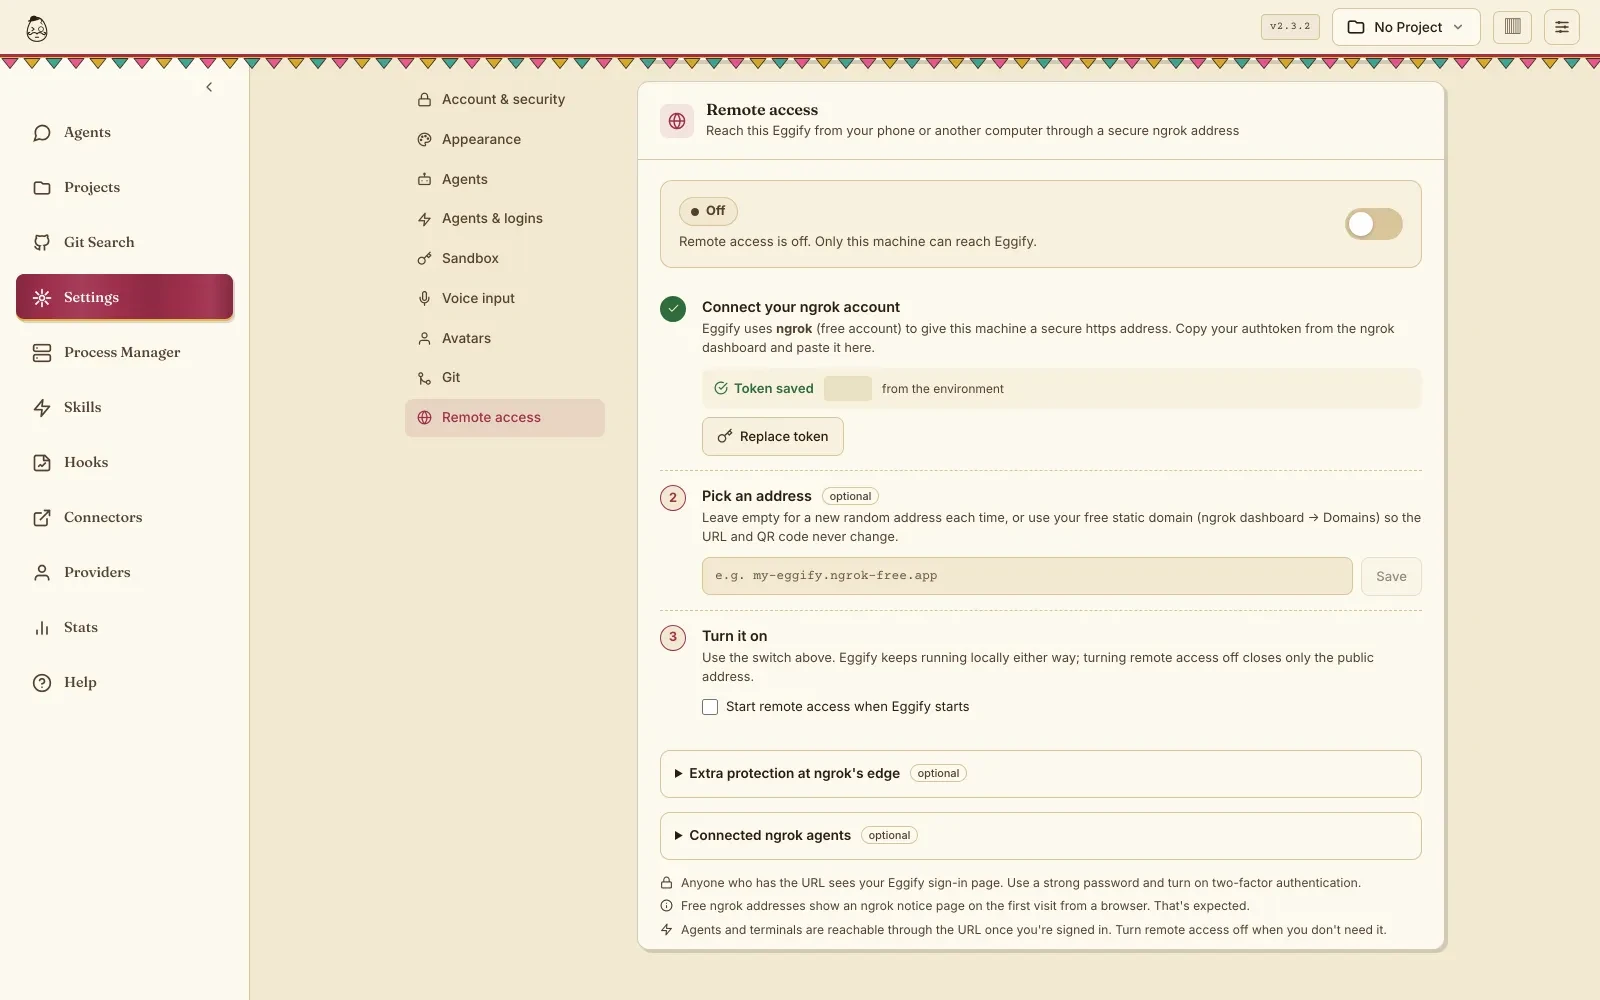 v2.3.2
No Project
Agents
Projects
Git Search
Settings
Process Manager
Skills
Hooks
Connectors
Providers
Stats
Help
Account & security
Appearance
Agents
Agents & logins
Sandbox
Voice input
Avatars
Git
Remote access
Remote access
Reach this Eggify from your phone or another computer through a secure ngrok address
Off
Remote access is off. Only this machine can reach Eggify.
Connect your ngrok account
Eggify uses ngrok (free account) to give this machine a secure https address. Copy your authtoken from the ngrok
dashboard and paste it here.
Token saved from the environment
Replace token
2 Pick an address optional
Leave empty for a new random address each time, or use your free static domain (ngrok dashboard → Domains) so the
URL and QR code never change.
e.g. my-eggify.ngrok-free.app Save
3 Turn it on
Use the switch above. Eggify keeps running locally either way; turning remote access off closes only the public
address.
Start remote access when Eggify starts
Extra protection at ngrok's edge optional
Connected ngrok agents optional
Anyone who has the URL sees your Eggify sign-in page. Use a strong password and turn on two-factor authentication.
Free ngrok addresses show an ngrok notice page on the first visit from a browser. That's expected.
Agents and terminals are reachable through the URL once you're signed in. Turn remote access off when you don't need it.